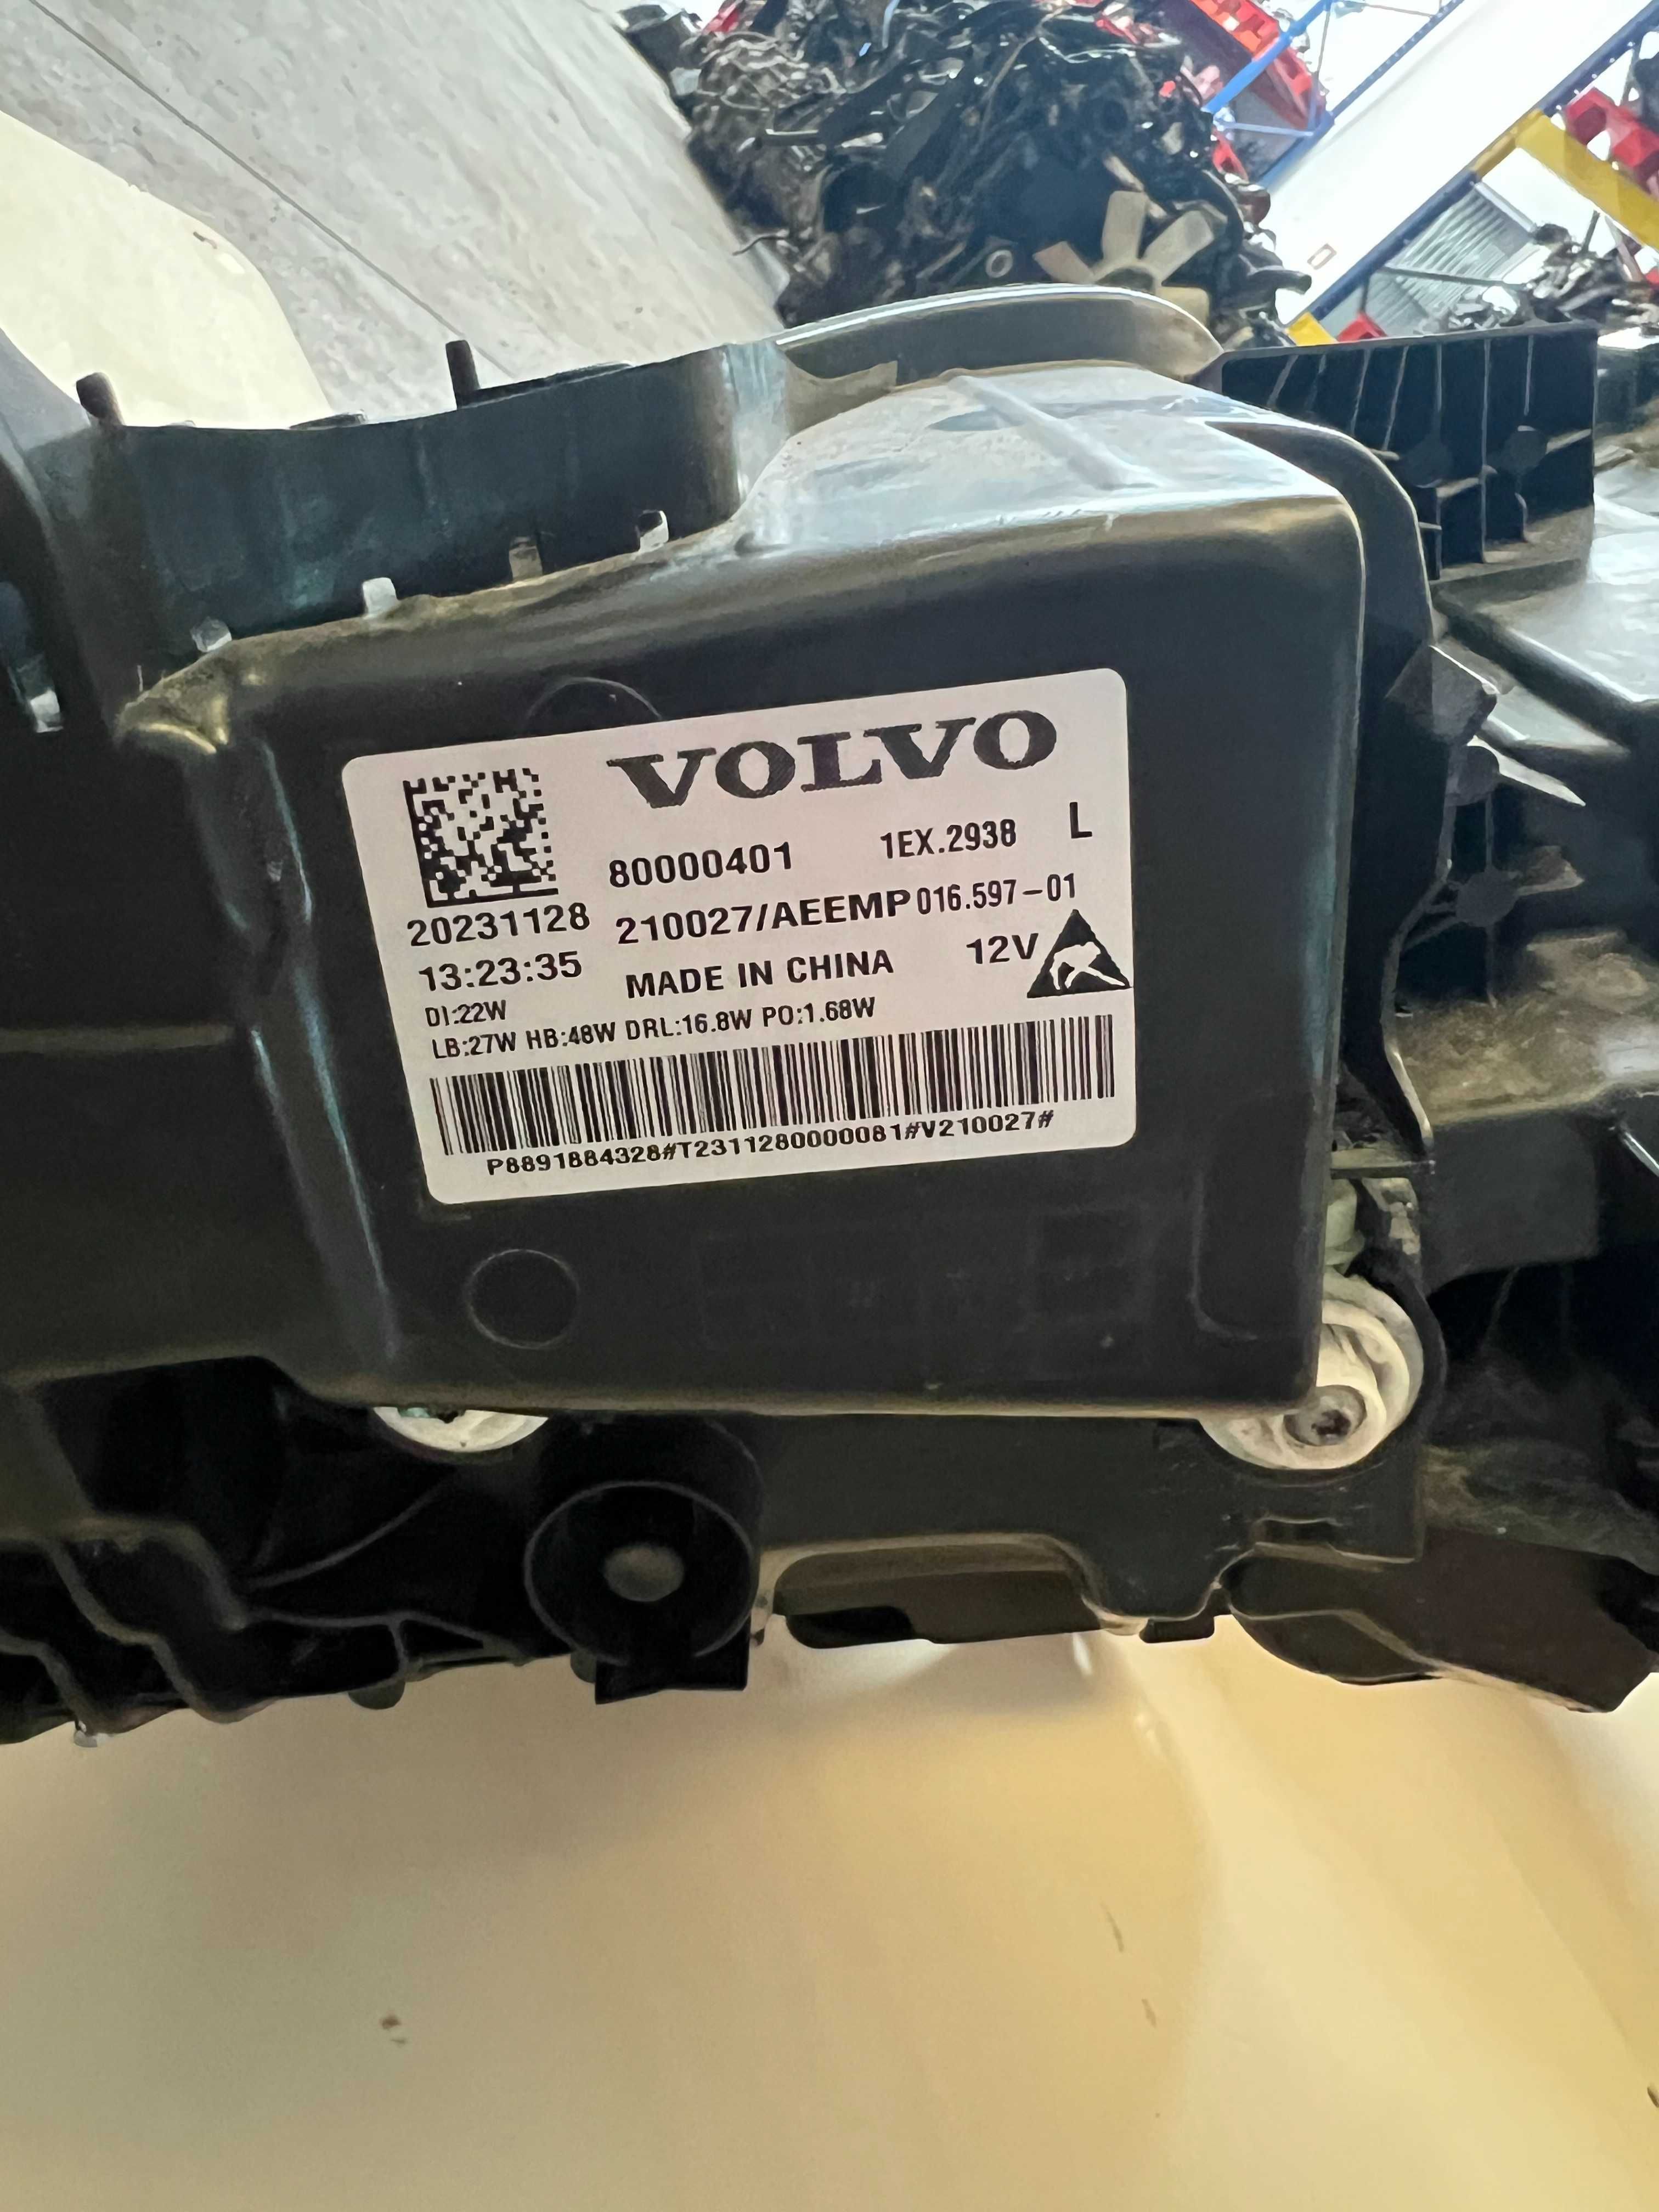 VOLVO
80000401 1EX.2938 L
20231128 210027/AEEMP 016.597-01
13:23:35 MADE IN CHINA 12V
DI:22W
LB:27W HB:48W DRL:16.8W PO:1.68W
P8891884328#T2311280000081#V210027#